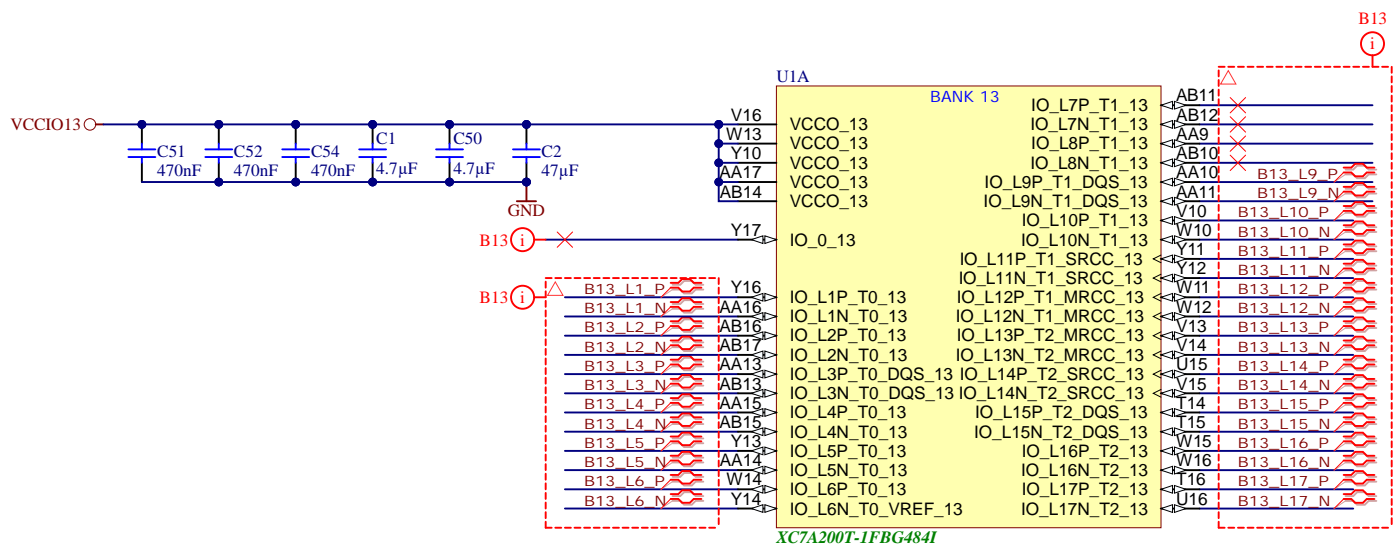 B13
i
U1A
BANK 13
VCCIO13
C51
470nF
C52
470nF
C54
470nF
C1
4.7µF
C50
4.7µF
C2
47µF
GND
V16 VCCO_13
W13 VCCO_13
Y10 VCCO_13
AA17 VCCO_13
AB14 VCCO_13
B13 i Y17 IO_0_13
B13 i
B13_L1_P Y16 IO_L1P_T0_13
B13_L1_N AA16 IO_L1N_T0_13
B13_L2_P AB16 IO_L2P_T0_13
B13_L2_N AB17 IO_L2N_T0_13
B13_L3_P AA13 IO_L3P_T0_DQS_13
B13_L3_N AB13 IO_L3N_T0_DQS_13
B13_L4_P AA15 IO_L4P_T0_13
B13_L4_N AB15 IO_L4N_T0_13
B13_L5_P Y13 IO_L5P_T0_13
B13_L5_N AA14 IO_L5N_T0_13
B13_L6_P W14 IO_L6P_T0_13
B13_L6_N Y14 IO_L6N_T0_VREF_13
IO_L7P_T1_13 AB11
IO_L7N_T1_13 AB12
IO_L8P_T1_13 AA9
IO_L8N_T1_13 AB10
IO_L9P_T1_DQS_13 AA10 B13_L9_P
IO_L9N_T1_DQS_13 AA11 B13_L9_N
IO_L10P_T1_13 V10 B13_L10_P
IO_L10N_T1_13 W10 B13_L10_N
IO_L11P_T1_SRCC_13 Y11 B13_L11_P
IO_L11N_T1_SRCC_13 Y12 B13_L11_N
IO_L12P_T1_MRCC_13 W11 B13_L12_P
IO_L12N_T1_MRCC_13 W12 B13_L12_N
IO_L13P_T2_MRCC_13 V13 B13_L13_P
IO_L13N_T2_MRCC_13 V14 B13_L13_N
IO_L14P_T2_SRCC_13 U15 B13_L14_P
IO_L14N_T2_SRCC_13 V15 B13_L14_N
IO_L15P_T2_DQS_13 T14 B13_L15_P
IO_L15N_T2_DQS_13 T15 B13_L15_N
IO_L16P_T2_13 W15 B13_L16_P
IO_L16N_T2_13 W16 B13_L16_N
IO_L17P_T2_13 T16 B13_L17_P
IO_L17N_T2_13 U16 B13_L17_N
XC7A200T-1FBG484I